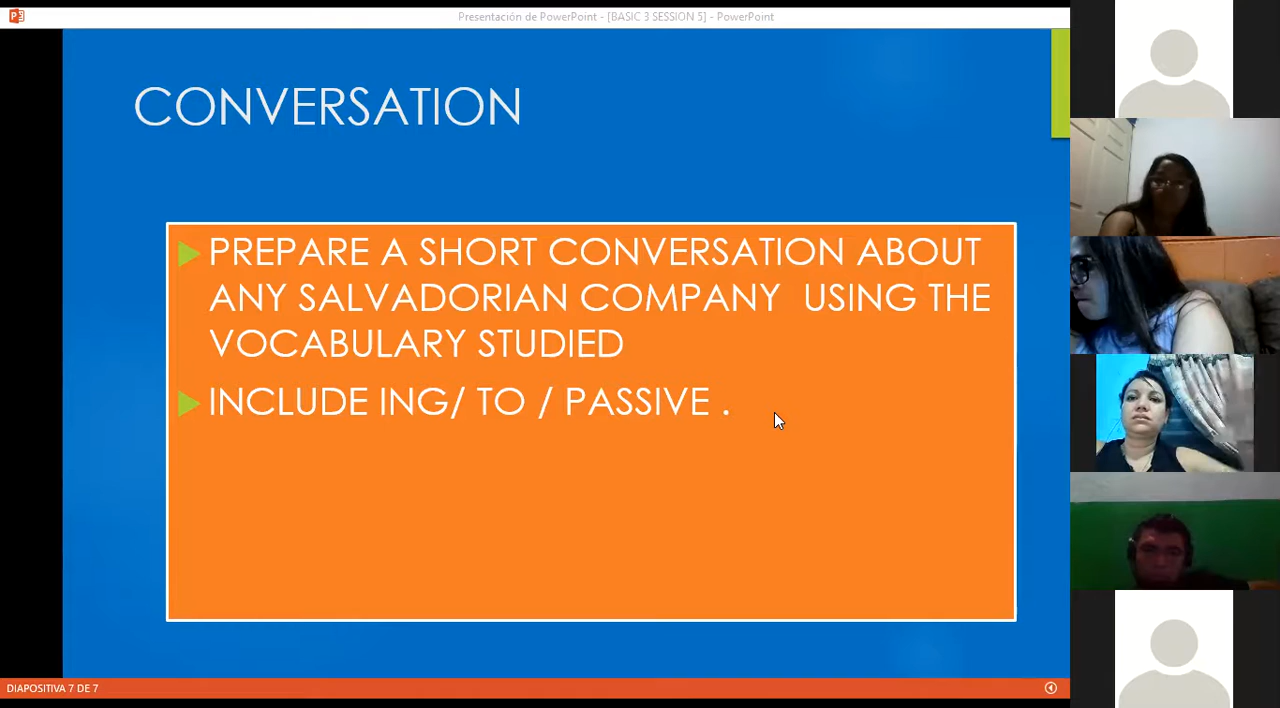 Presentación de PowerPoint - [BASIC 3 SESSION 5] - PowerPoint
CONVERSATION
PREPARE A SHORT CONVERSATION ABOUT
ANY SALVADORIAN COMPANY USING THE
VOCABULARY STUDIED
INCLUDE ING/ TO / PASSIVE .
DIAPOSITIVA 7 DE 7